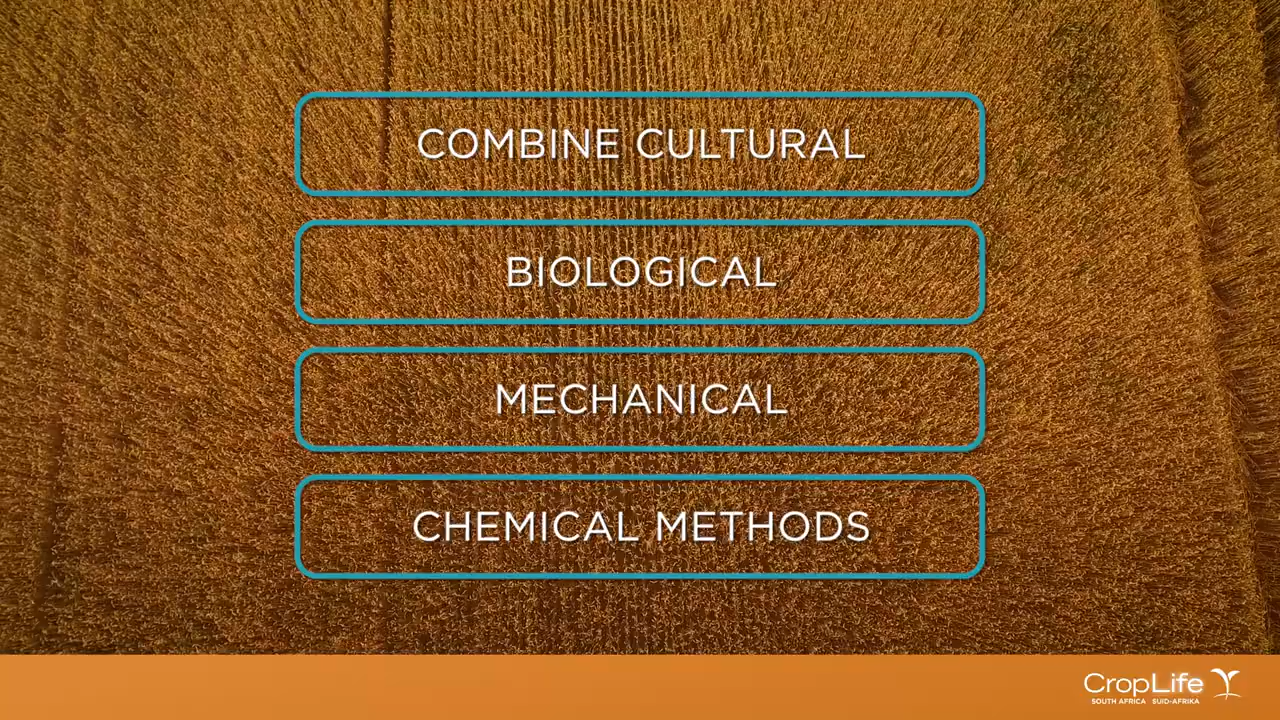 COMBINE CULTURAL
BIOLOGICAL
MECHANICAL
CHEMICAL METHODS
CropLife
SOUTH AFRICA SUID-AFRIKA